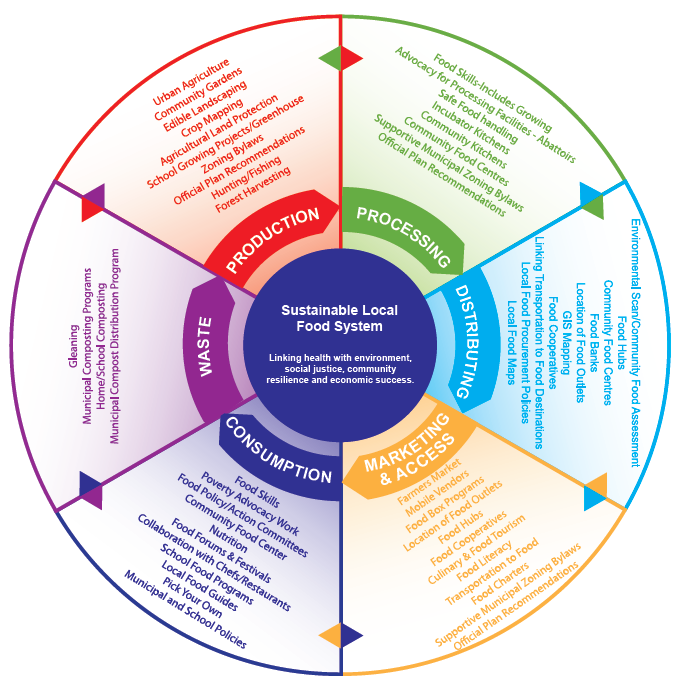 Sustainable Local
Food System
Linking health with environment,
social justice, community
resilience and economic success.
PRODUCTION
Urban Agriculture
Community Gardens
Edible Landscaping
Crop Mapping
Agricultural Land Protection
School Growing Projects/Greenhouse
Zoning Bylaws
Official Plan Recommendations
Hunting/Fishing
Forest Harvesting
PROCESSING
Food Skills-Includes Growing
Advocacy for Processing Facilities - Abattoirs
Safe Food handling
Incubator Kitchens
Community Kitchens
Community Food Centres
Supportive Municipal Zoning Bylaws
Official Plan Recommendations
DISTRIBUTING
Environmental Scan/Community Food Assessment
Food Hubs
Community Food Centres
Food Banks
Location of Food Outlets
GIS Mapping
Food Cooperatives
Linking Transportation to Food Destinations
Local Food Procurement Policies
Local Food Maps
MARKETING
& ACCESS
Farmers Market
Mobile Vendors
Food Box Programs
Location of Food Outlets
Food Hubs
Food Cooperatives
Culinary & Food Tourism
Food Literacy
Transportation to Food
Food Charters
Supportive Municipal Zoning Bylaws
Official Plan Recommendations
CONSUMPTION
Food Skills
Poverty Advocacy Work
Food Policy/Action Committees
Community Food Center
Nutrition
Food Forums & Festivals
Collaboration with Chefs/Restaurants
School Food Programs
Local Food Guides
Pick Your Own
Municipal and School Policies
WASTE
Gleaning
Municipal Composting Programs
Home/School Composting
Municipal Compost Distribution Program